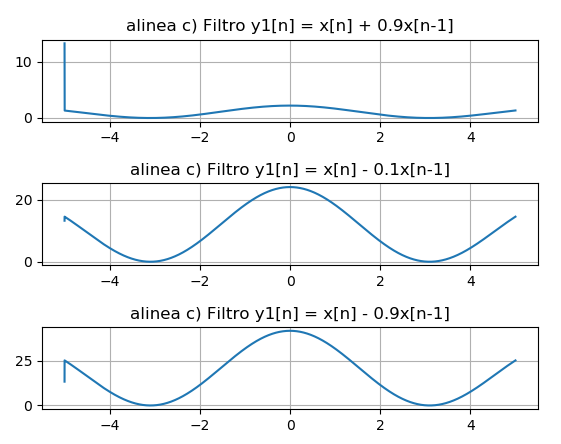 alinea c) Filtro y1[n] = x[n] + 0.9x[n-1]
10
0
−4 −2 0 2 4
alinea c) Filtro y1[n] = x[n] - 0.1x[n-1]
20
0
−4 −2 0 2 4
alinea c) Filtro y1[n] = x[n] - 0.9x[n-1]
25
0
−4 −2 0 2 4